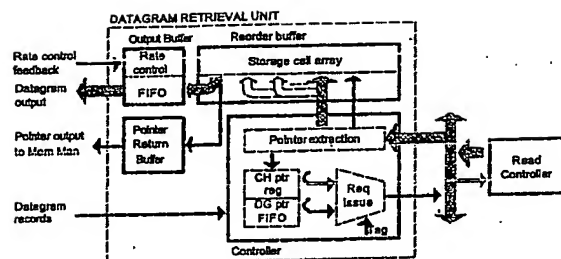 DATAGRAM RETRIEVAL UNIT
Output Buffer
Reorder buffer
Rate control
feedback
Rate
control
Storage cell array
Datagram
output
FIFO
Pointer output
to Mem Man
Pointer
Return
Buffer
Pointer extraction
Read
Controller
CH ptr
reg
DG ptr
FIFO
Req
Issue
Datagram
records
Tag
Controller